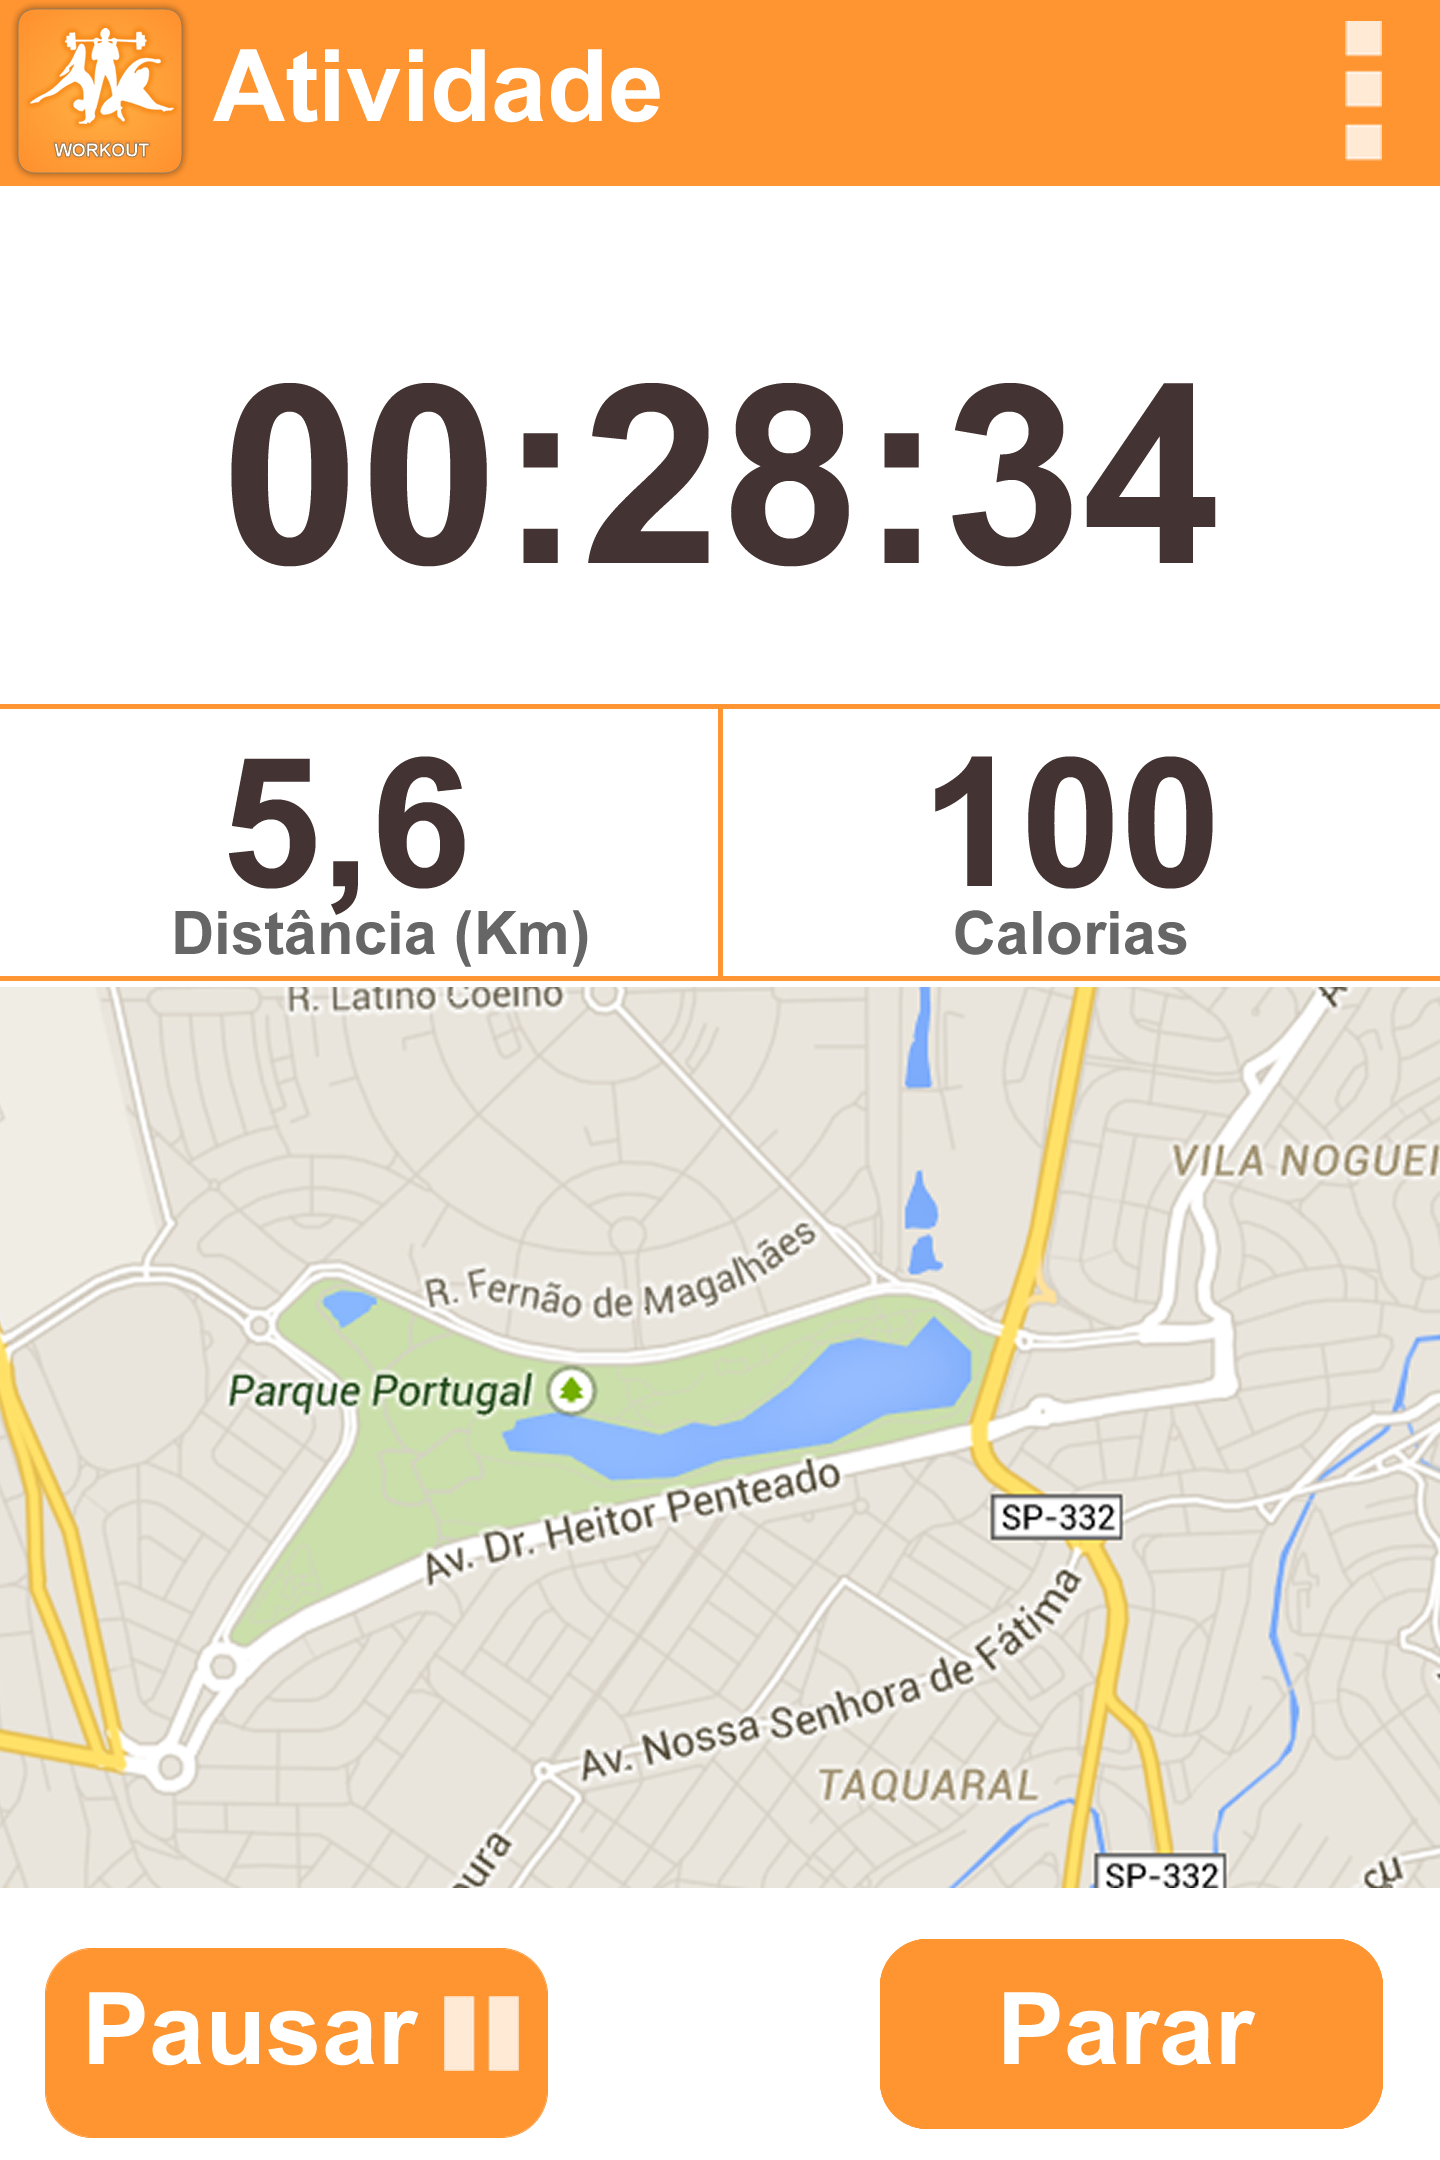 WORKOUT
Atividade
00:28:34
5,6
Distância (Km)
100
Calorias
R. Latino Coelho
VILA NOGUEI
R. Fernão de Magalhães
Parque Portugal
Av. Dr. Heitor Penteado
SP-332
Av. Nossa Senhora de Fátima
TAQUARAL
oura
SP-332
Pausar
Parar